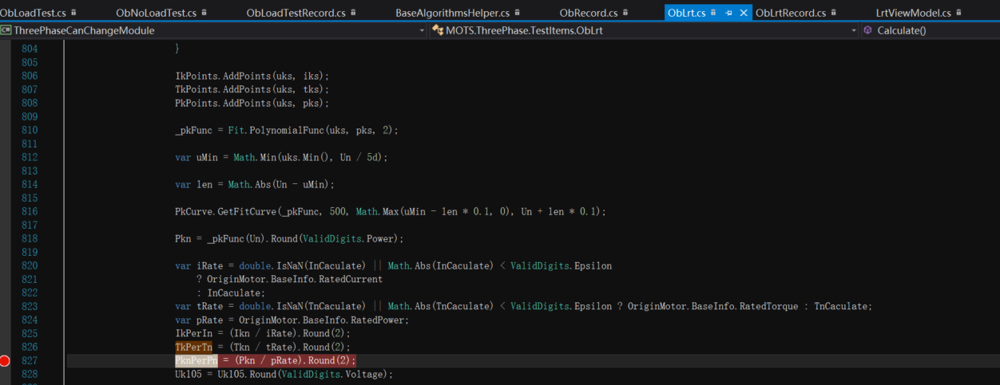 ObLoadTest.cs ObNoLoadTest.cs ObLoadTestRecord.cs BaseAlgorithmsHelper.cs ObRecord.cs ObLrt.cs ObLrtRecord.cs LrtViewModel.cs
C# ThreePhaseCanChangeModule MOTS.ThreePhase.TestItems.ObLrt Calculate()
804 }
805
806 IkPoints.AddPoints(uks, iks);
807 TkPoints.AddPoints(uks, tks);
808 PkPoints.AddPoints(uks, pks);
809
810 _pkFunc = Fit.PolynomialFunc(uks, pks, 2);
811
812 var uMin = Math.Min(uks.Min(), Un / 5d);
813
814 var len = Math.Abs(Un - uMin);
815
816 PkCurve.GetFitCurve(_pkFunc, 500, Math.Max(uMin - len * 0.1, 0), Un + len * 0.1);
817
818 Pkn = _pkFunc(Un).Round(ValidDigits.Power);
819
820 var iRate = double.IsNaN(InCaculate) || Math.Abs(InCaculate) < ValidDigits.Epsilon
821 ? OriginMotor.BaseInfo.RatedCurrent
822 : InCaculate;
823 var tRate = double.IsNaN(TnCaculate) || Math.Abs(TnCaculate) < ValidDigits.Epsilon ? OriginMotor.BaseInfo.RatedTorque : TnCaculate;
824 var pRate = OriginMotor.BaseInfo.RatedPower;
825 IkPerIn = (Ikn / iRate).Round(2);
826 TkPerTn = (Tkn / tRate).Round(2);
827 PknPerPn = (Pkn / pRate).Round(2);
828 Uk105 = Uk105.Round(ValidDigits.Voltage);